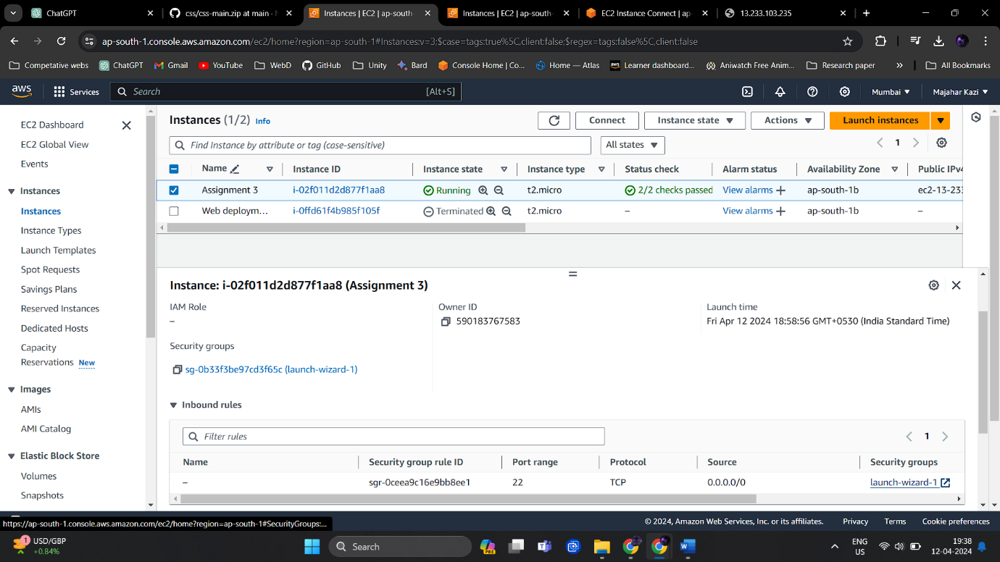 ChatGPT
css/css-main.zip at main ·
Instances | EC2 | ap-south-
Instances | EC2 | ap-south-
EC2 Instance Connect | ap-
13.233.103.235
ap-south-1.console.aws.amazon.com/ec2/home?region=ap-south-1#Instances:v=3;$case=tags:true%5C,client:false;$regex=tags:false%5C,client:false
Competative webs ChatGPT Gmail YouTube WebD GitHub Unity Bard Console Home | Co... Home — Atlas Learner dashboard... Aniwatch Free Anim... Research paper » All Bookmarks
aws Services Search [Alt+S] Mumbai Majahar Kazi
EC2 Dashboard
EC2 Global View
Events
Instances
Instances
Instance Types
Launch Templates
Spot Requests
Savings Plans
Reserved Instances
Dedicated Hosts
Capacity
Reservations New
Images
AMIs
AMI Catalog
Elastic Block Store
Volumes
Snapshots
Instances (1/2) Info
Connect Instance state Actions Launch instances
Find Instance by attribute or tag (case-sensitive) All states 1
Name Instance ID Instance state Instance type Status check Alarm status Availability Zone Public IPv4
Assignment 3 i-02f011d2d877f1aa8 Running t2.micro 2/2 checks passed View alarms + ap-south-1b ec2-13-233
Web deploym... i-0ffd61f4b985f105f Terminated t2.micro – View alarms + ap-south-1b –
Instance: i-02f011d2d877f1aa8 (Assignment 3)
IAM Role Owner ID Launch time
– 590183767583 Fri Apr 12 2024 18:58:56 GMT+0530 (India Standard Time)
Security groups
sg-0b33f3be97cd3f65c (launch-wizard-1)
Inbound rules
Filter rules 1
Name Security group rule ID Port range Protocol Source Security groups
– sgr-0ceea9c16e9bb8ee1 22 TCP 0.0.0.0/0 launch-wizard-1
https://ap-south-1.console.aws.amazon.com/ec2/home?region=ap-south-1#SecurityGroups:...
© 2024, Amazon Web Services, Inc. or its affiliates. Privacy Terms Cookie preferences
1 USD/GBP
+0.84%
Search
PRE
ENG
US
19:38
12-04-2024